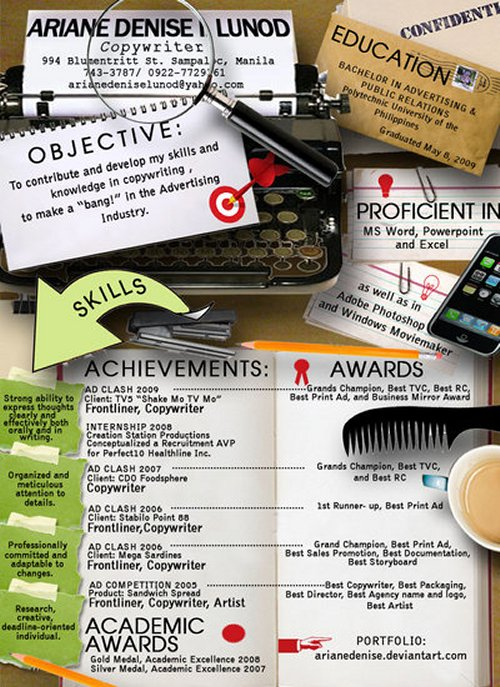 ARIANE DENISE LUNOD
Copywriter
994 Blumentritt St. Sampaloc, Manila
743-3787/ 0922-7729
arianedeniselunod@yahoo.com
CONFIDENTI
EDUCATION
BACHELOR IN ADVERTISING &
PUBLIC RELATIONS
Polytechnic University of the
Philippines
Graduated May 8, 2009
OBJECTIVE:
To contribute and develop my skills and
knowledge in copywriting ,
to make a "bang!" in the Advertising
Industry.
PROFICIENT IN
MS Word, Powerpoint
and Excel
as well as in
Adobe Photoshop
and Windows Moviemaker
SKILLS
Strong ability to
express thoughts
clearly and
effectively both
orally and in
writing.
Organized and
meticulous
attention to
details.
Professionally
committed and
adaptable to
changes.
Research,
creative,
deadline-oriented
individual.
ACHIEVEMENTS:
AWARDS
AD CLASH 2009
Grands Champion, Best TVC, Best RC,
Client: TV5 "Shake Mo TV Mo"
Best Print Ad, and Business Mirror Award
Frontliner, Copywriter
INTERNSHIP 2008
Creation Station Productions
Conceptualized a Recruitment AVP
for Perfect10 Healthline Inc.
AD CLASH 2007
Grands Champion, Best TVC,
Client: CDO Foodsphere
and Best RC
Copywriter
AD CLASH 2006
1st Runner- up, Best Print Ad
Client: Stabilo Point 88
Frontliner,Copywriter
AD CLASH 2006
Grand Champion, Best Print Ad,
Client: Mega Sardines
Best Sales Promotion, Best Documentation,
Frontliner, Copywriter
Best Storyboard
AD COMPETITION 2005
Best Copywriter, Best Packaging,
Product: Sandwich Spread
Best Director, Best Agency name and logo,
Frontliner, Copywriter, Artist
Best Artist
ACADEMIC
AWARDS
Gold Medal, Academic Excellence 2008
Silver Medal, Academic Excellence 2007
PORTFOLIO:
arianedenise.deviantart.com